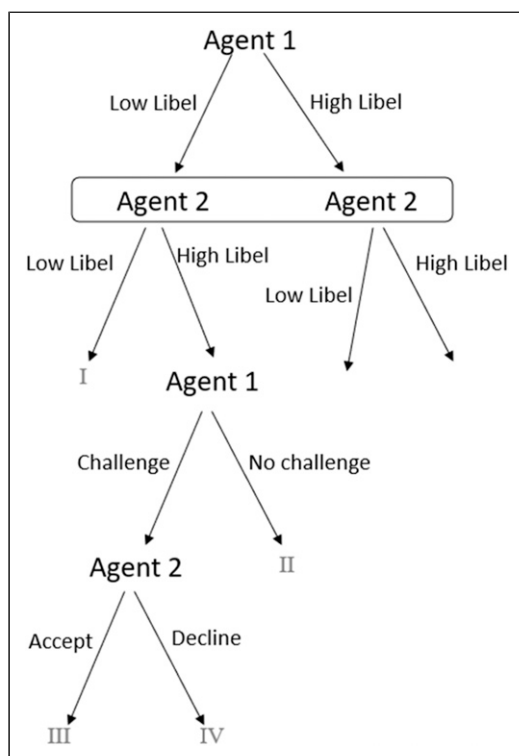 Agent 1
Low Libel High Libel
Agent 2 Agent 2
Low Libel High Libel Low Libel High Libel
I
Agent 1
Challenge No challenge
Agent 2 II
Accept Decline
III IV